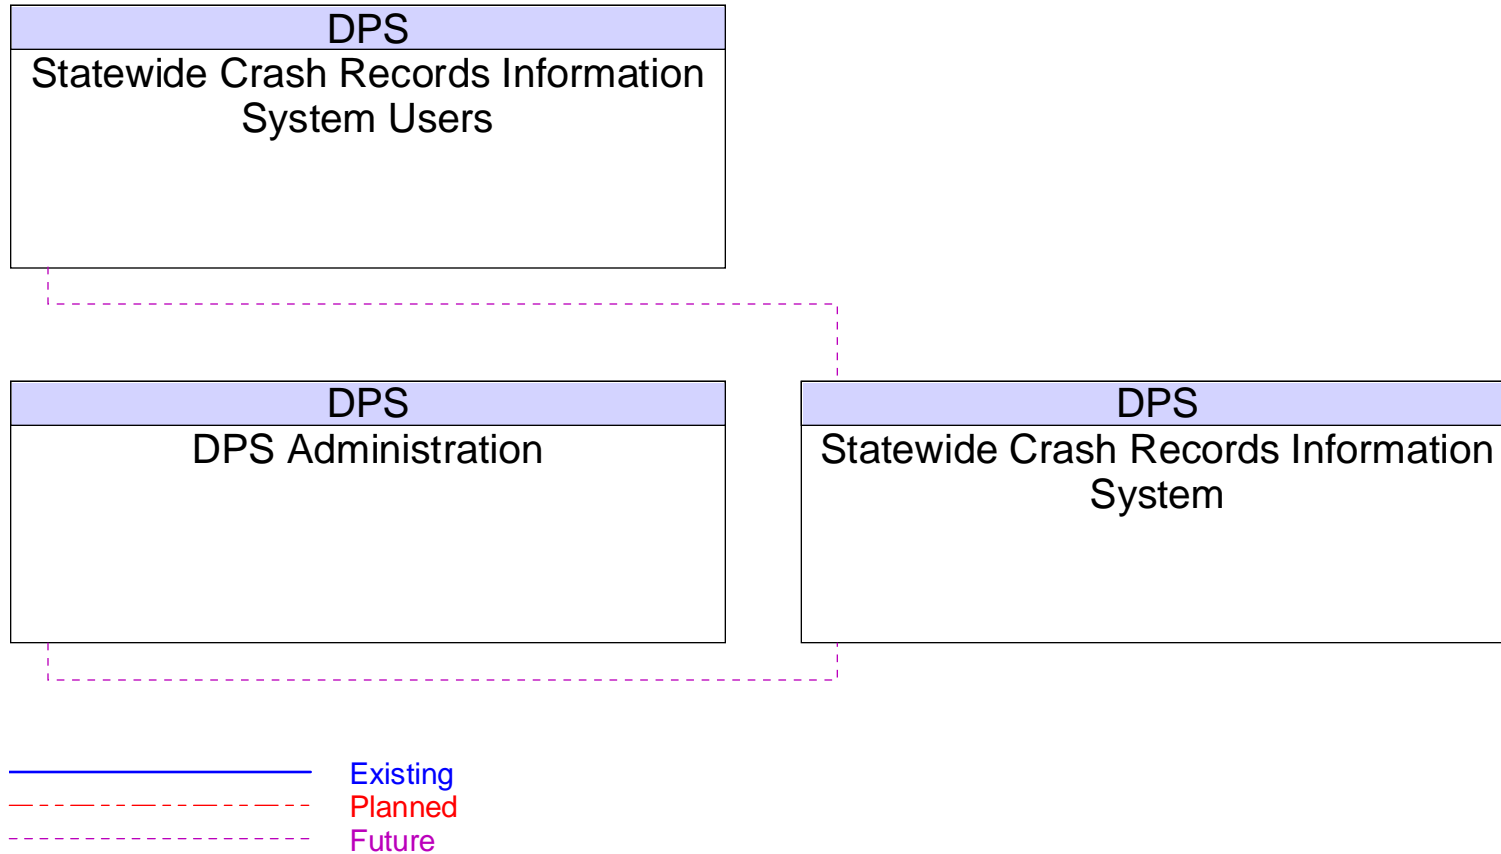 DPS
Statewide Crash Records Information
System Users
DPS
DPS Administration
DPS
Statewide Crash Records Information
System
Existing
Planned
Future